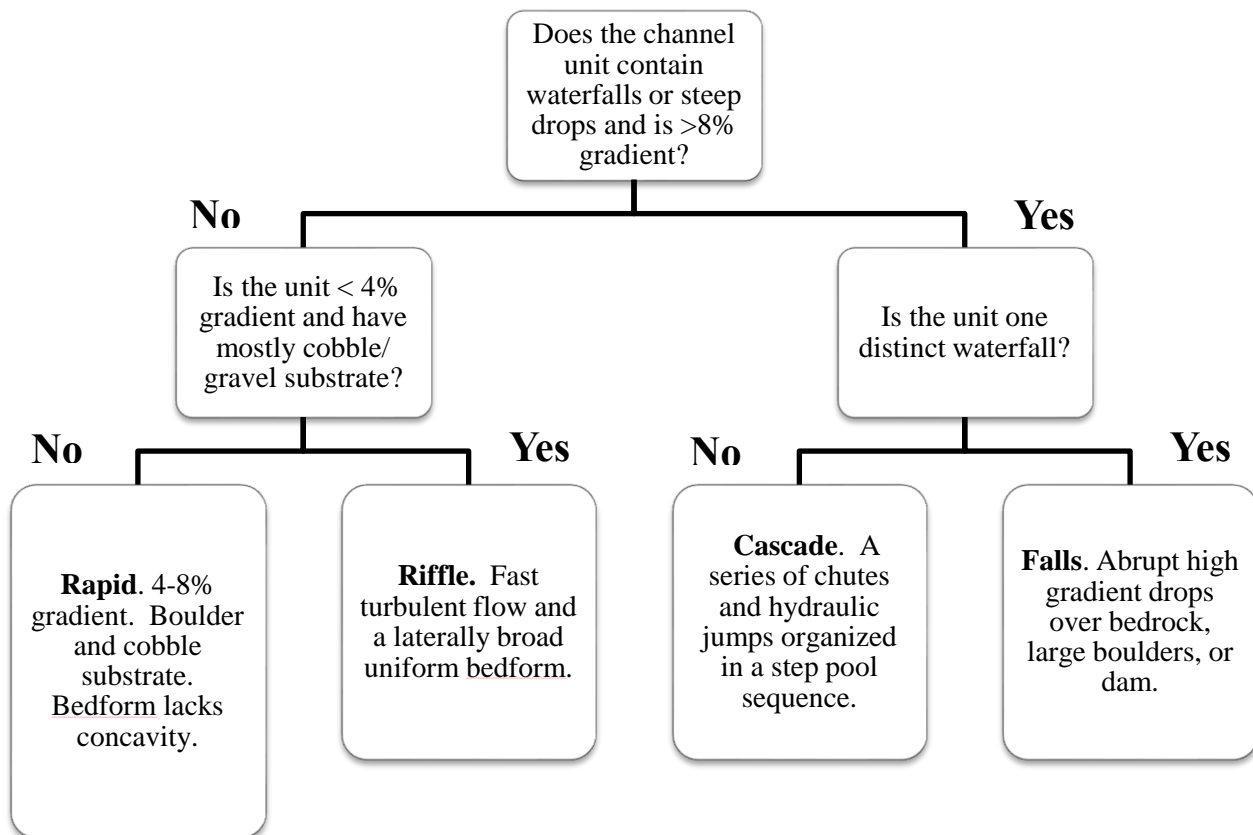 Does the channel
unit contain
waterfalls or steep
drops and is >8%
gradient?
No
Yes
Is the unit < 4%
gradient and have
mostly cobble/
gravel substrate?
Is the unit one
distinct waterfall?
No
Yes
No
Yes
Rapid. 4-8%
gradient. Boulder
and cobble
substrate.
Bedform lacks
concavity.
Riffle. Fast
turbulent flow and
a laterally broad
uniform bedform.
Cascade. A
series of chutes
and hydraulic
jumps organized
in a step pool
sequence.
Falls. Abrupt high
gradient drops
over bedrock,
large boulders, or
dam.